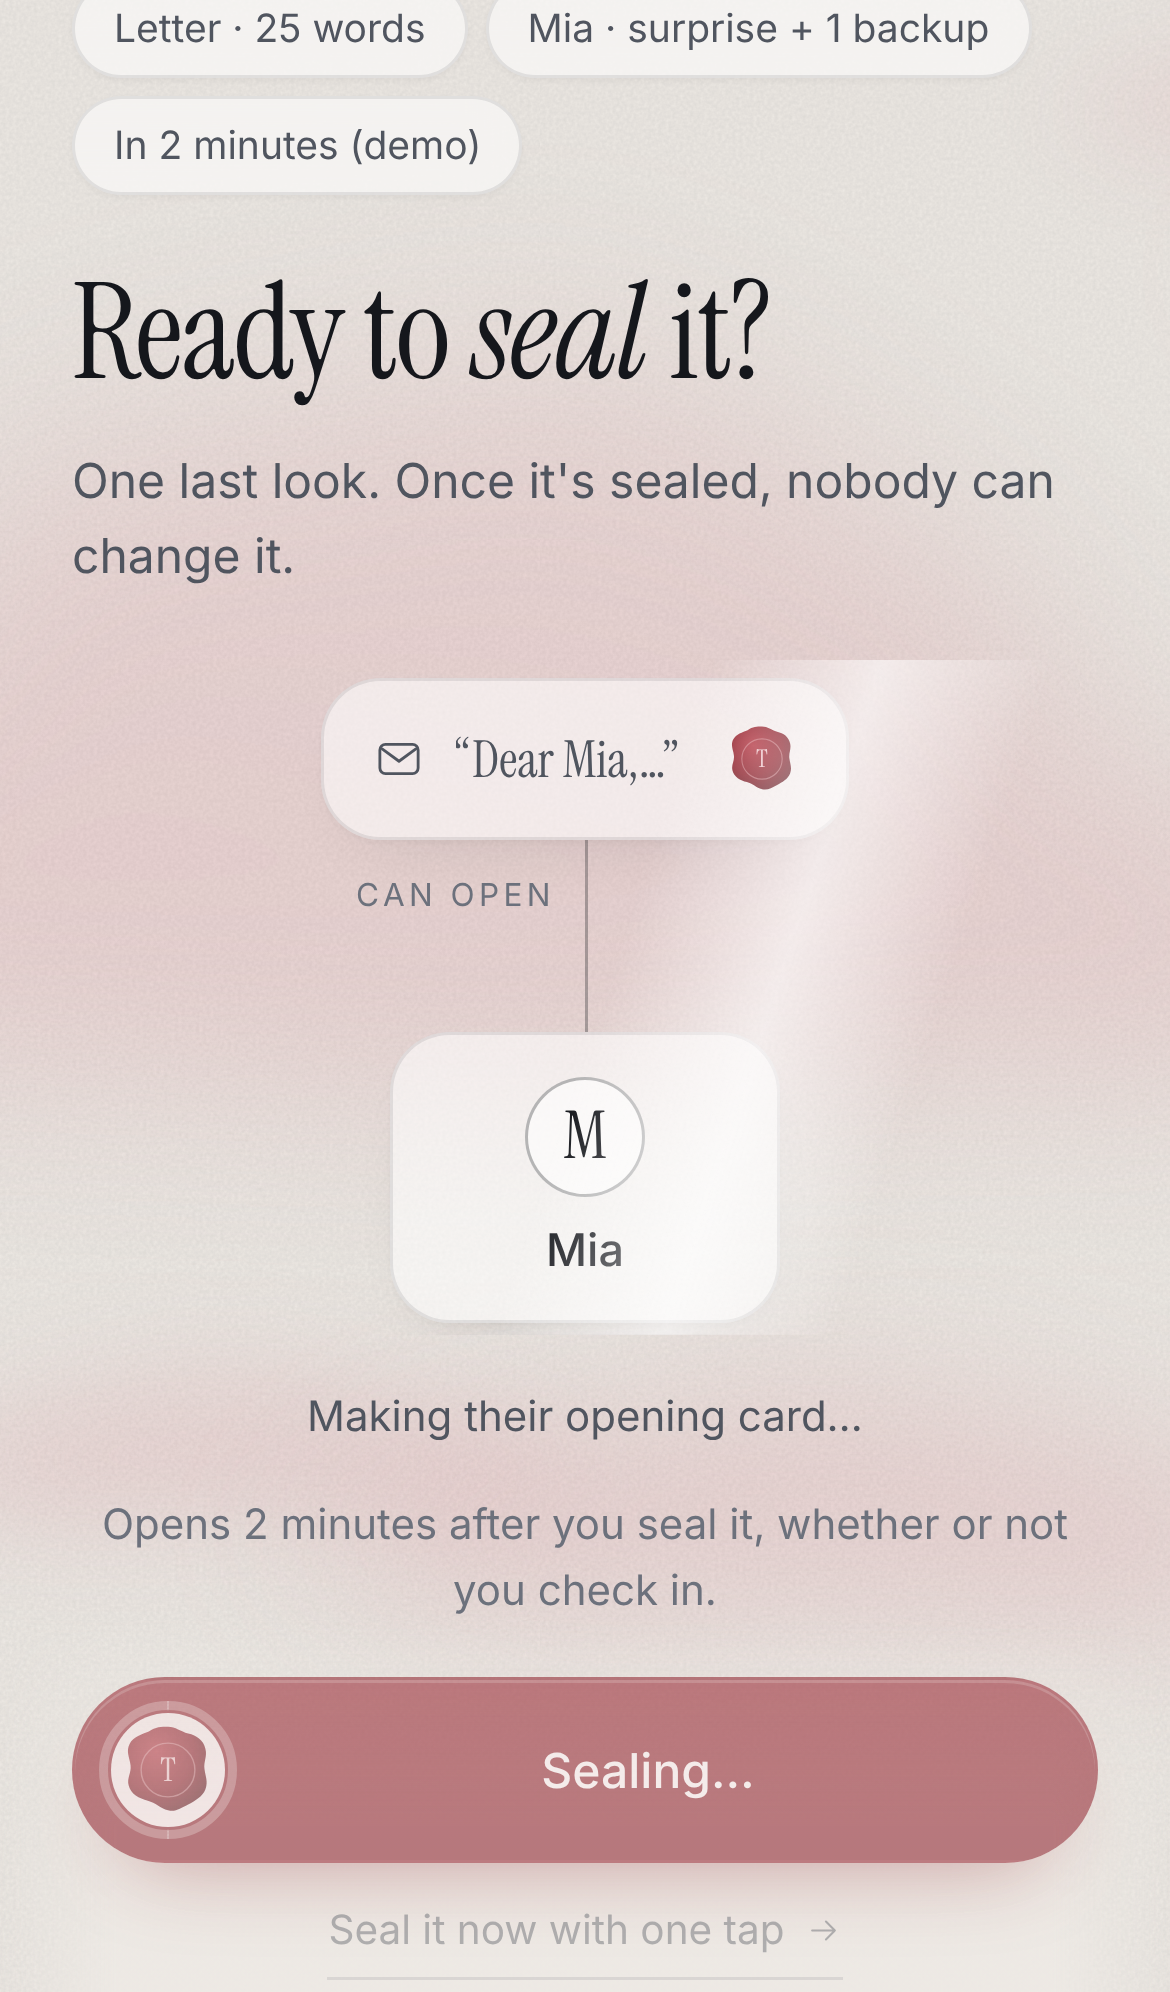 Letter · 25 words
Mia · surprise + 1 backup
In 2 minutes (demo)
Ready to seal it?
One last look. Once it's sealed, nobody can
change it.
“Dear Mia,...”
T
CAN OPEN
M
Mia
Making their opening card...
Opens 2 minutes after you seal it, whether or not
you check in.
T
Sealing...
Seal it now with one tap →